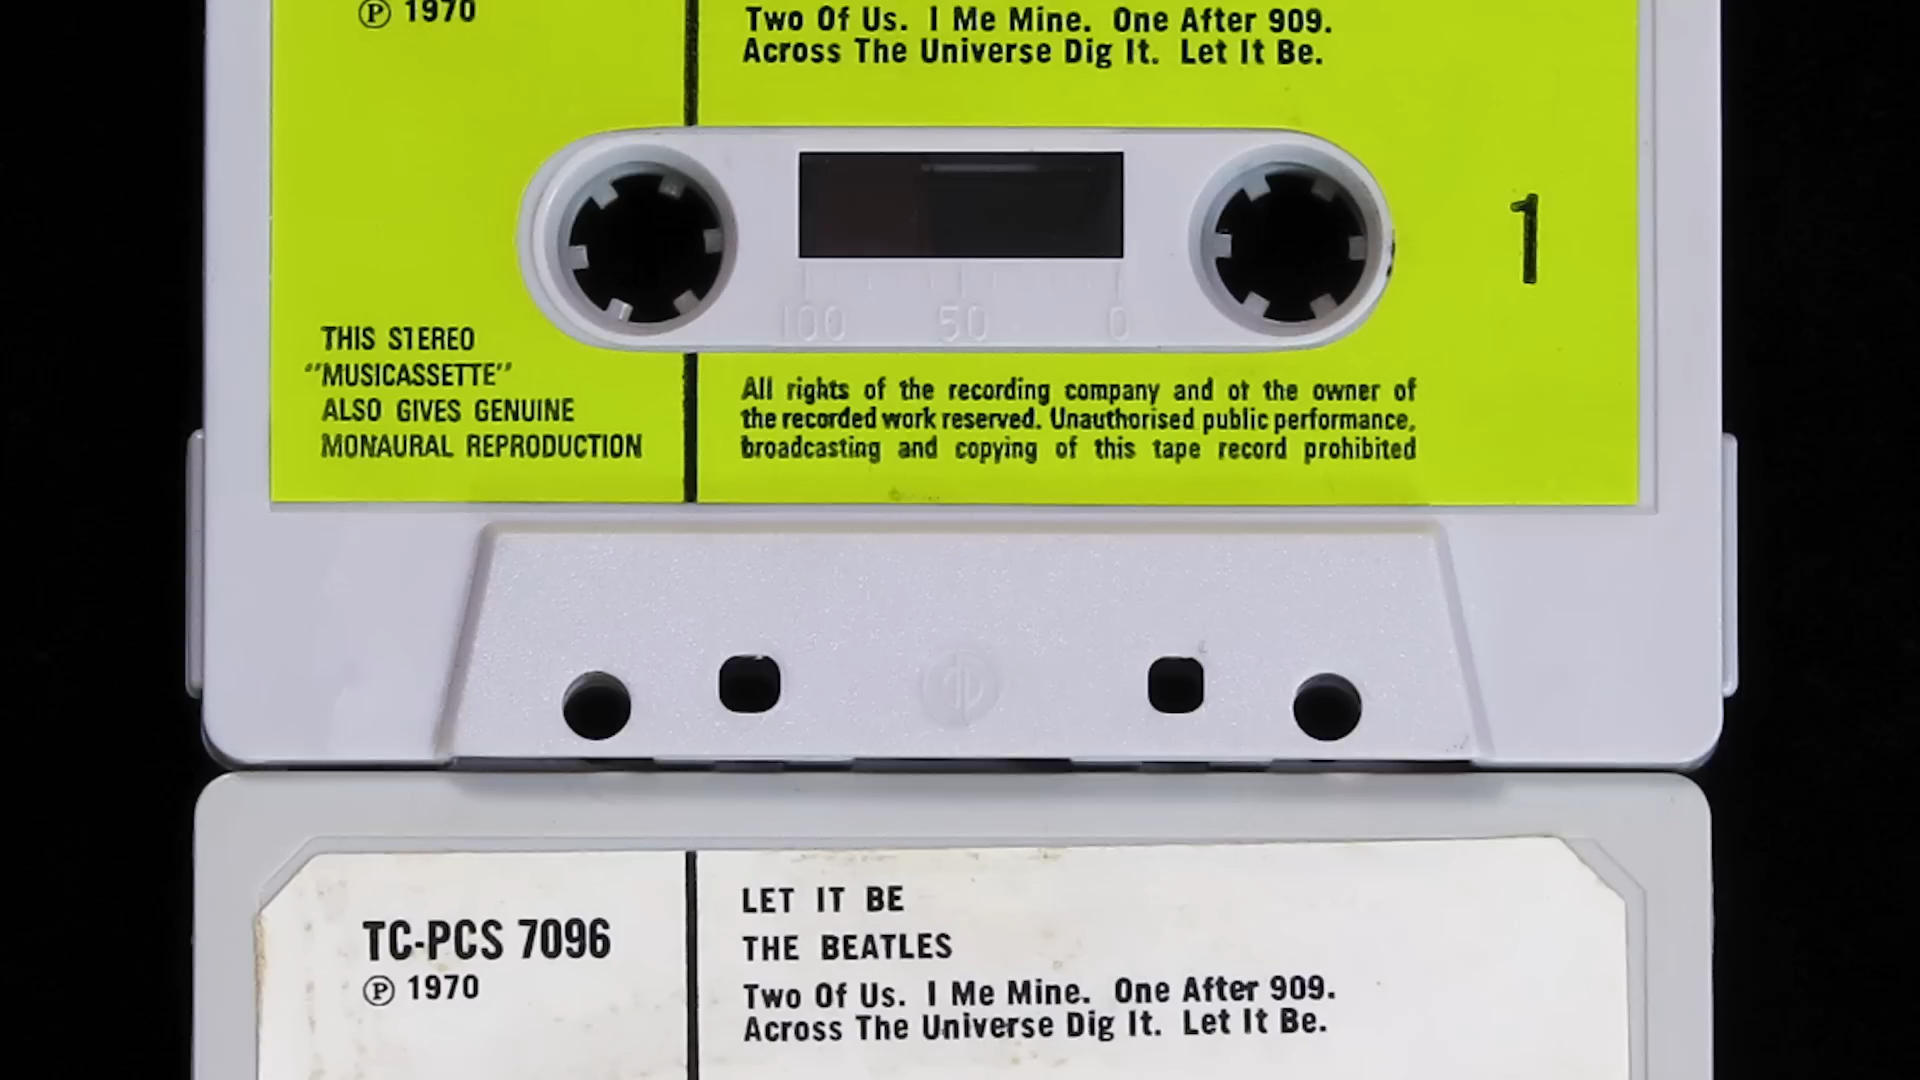 Ⓟ 1970
Two Of Us. I Me Mine. One After 909.
Across The Universe Dig It. Let It Be.
1
100 50 0
THIS STEREO
"MUSICASSETTE"
ALSO GIVES GENUINE
MONAURAL REPRODUCTION
All rights of the recording company and of the owner of
the recorded work reserved. Unauthorised public performance,
broadcasting and copying of this tape record prohibited
TC-PCS 7096
Ⓟ 1970
LET IT BE
THE BEATLES
Two Of Us. I Me Mine. One After 909.
Across The Universe Dig It. Let It Be.